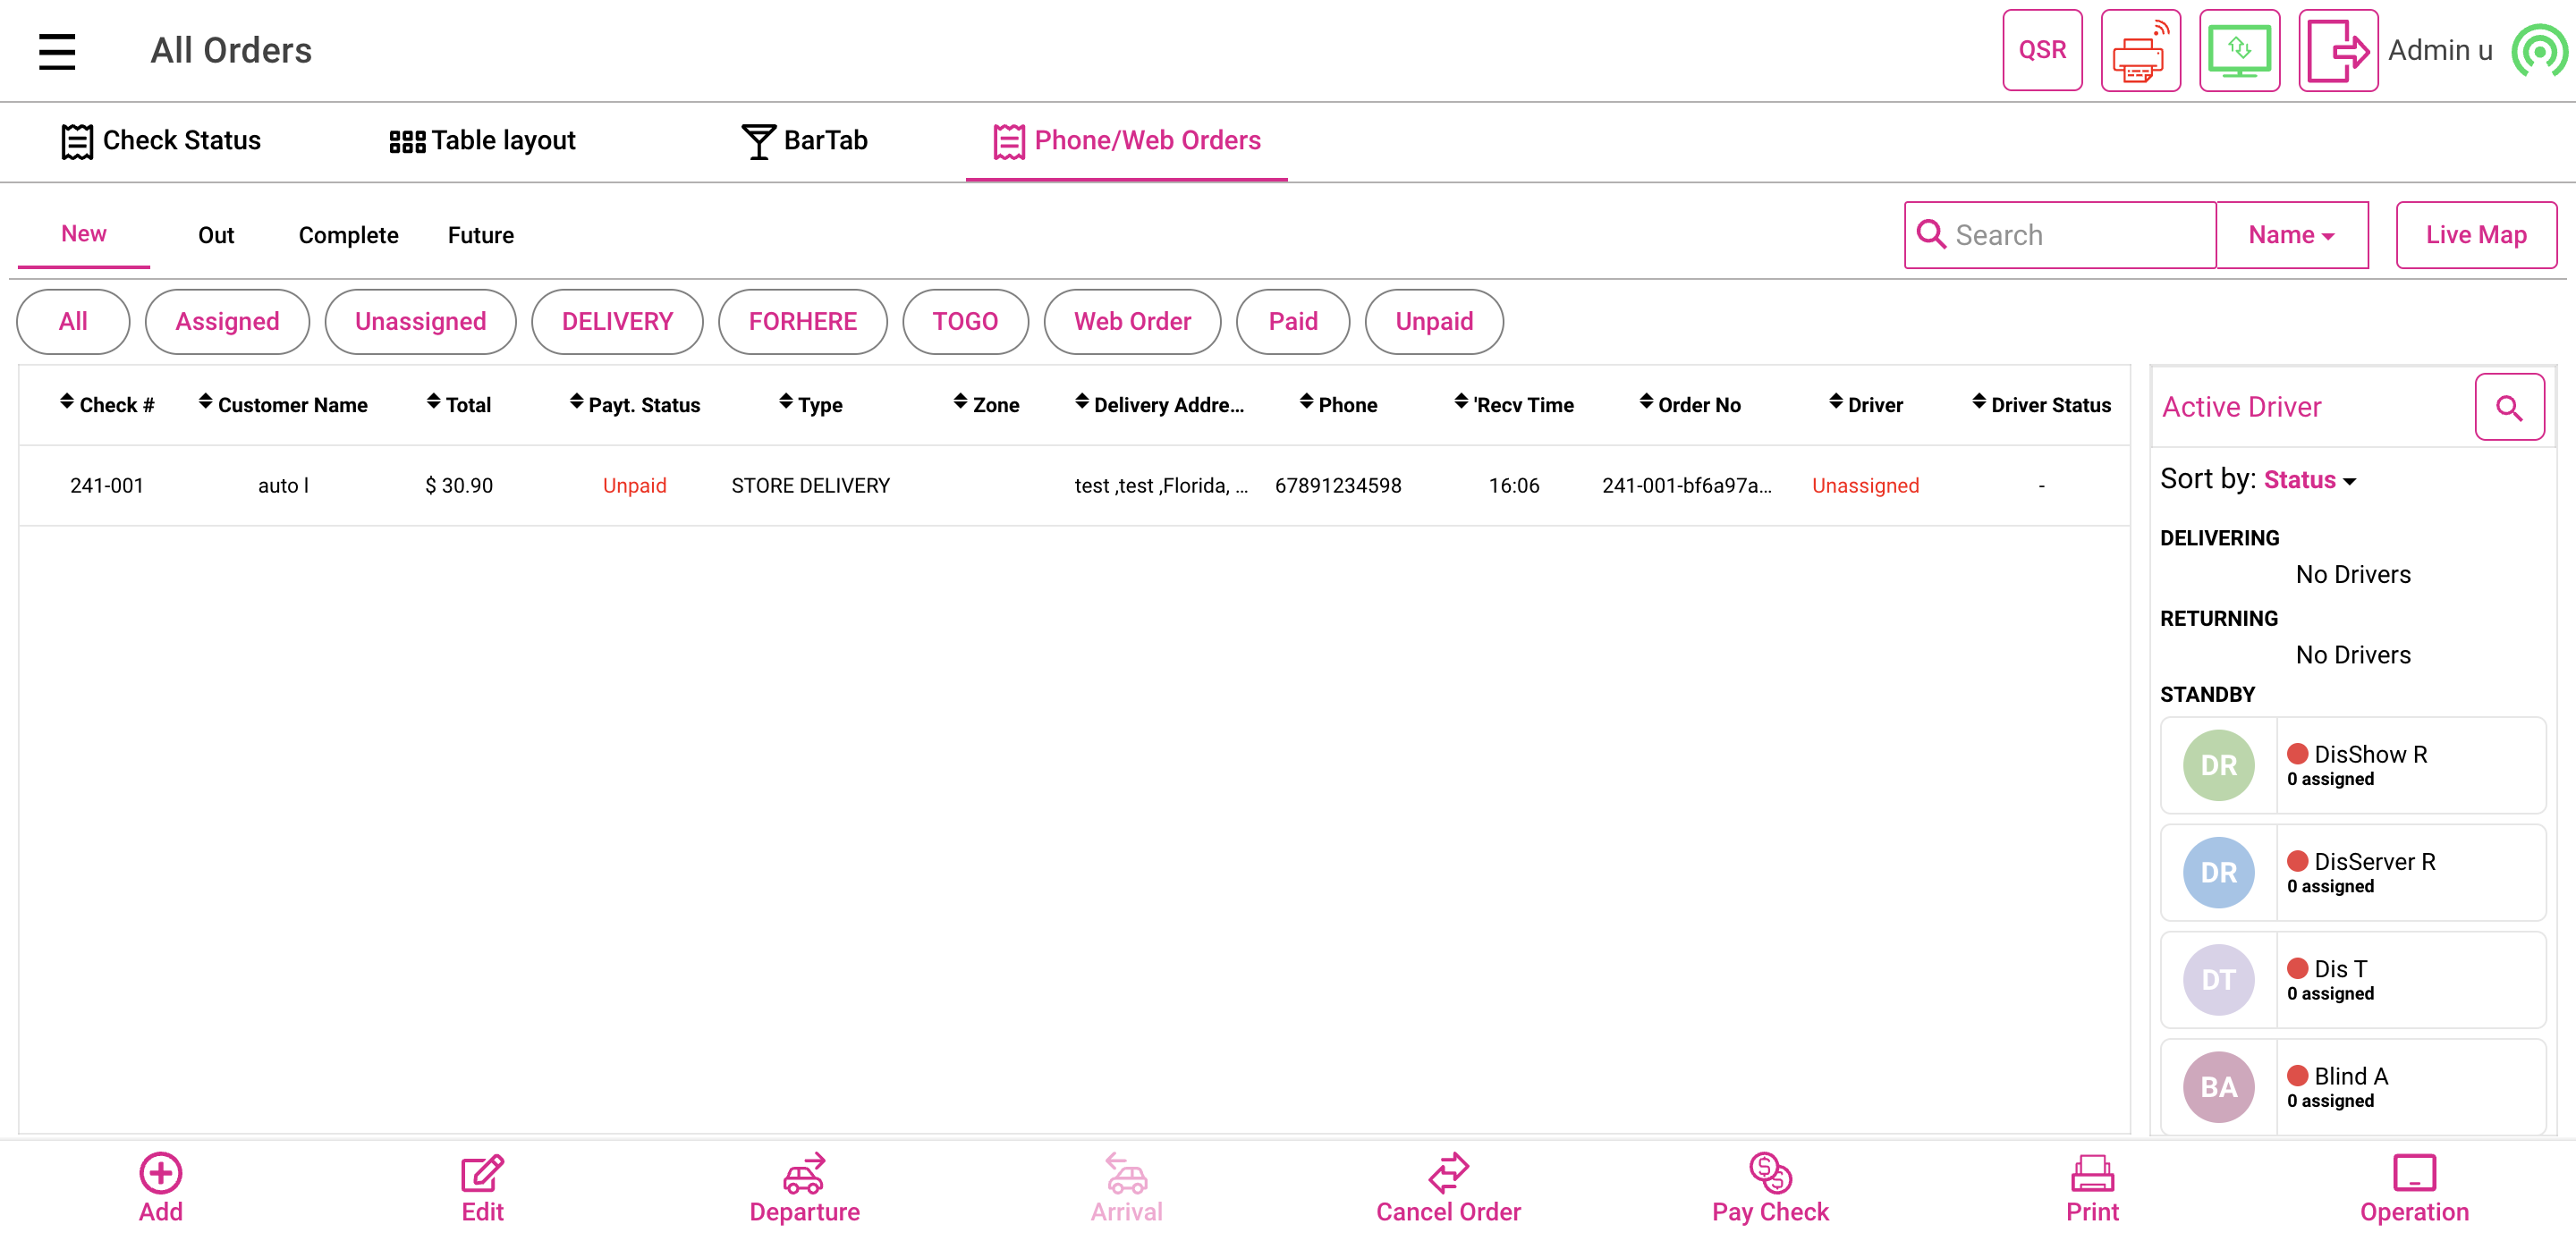 All Orders
QSR
Admin u
Check Status
Table layout
BarTab
Phone/Web Orders
New
Out
Complete
Future
Search
Name
Live Map
All
Assigned
Unassigned
DELIVERY
FORHERE
TOGO
Web Order
Paid
Unpaid
Check #
Customer Name
Total
Payt. Status
Type
Zone
Delivery Addre...
Phone
'Recv Time
Order No
Driver
Driver Status
241-001
auto l
$ 30.90
Unpaid
STORE DELIVERY
test ,test ,Florida, ...
67891234598
16:06
241-001-bf6a97a...
Unassigned
-
Active Driver
Sort by: Status
DELIVERING
No Drivers
RETURNING
No Drivers
STANDBY
DR
DisShow R
0 assigned
DR
DisServer R
0 assigned
DT
Dis T
0 assigned
BA
Blind A
0 assigned
Add
Edit
Departure
Arrival
Cancel Order
Pay Check
Print
Operation